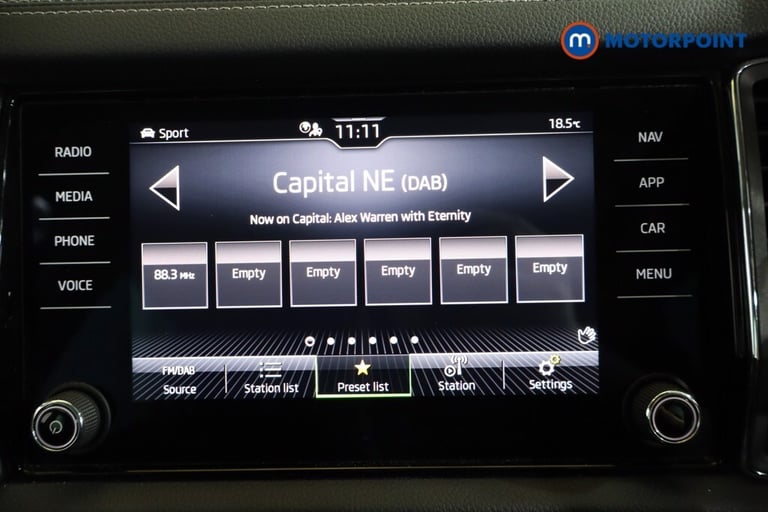 m MOTORPOINT
Sport
11:11
18.5°C
RADIO
MEDIA
PHONE
VOICE
NAV
APP
CAR
MENU
Capital NE (DAB)
Now on Capital: Alex Warren with Eternity
88.3 MHz
Empty
Empty
Empty
Empty
Empty
FM/DAB
Source
Station list
Preset list
Station
Settings